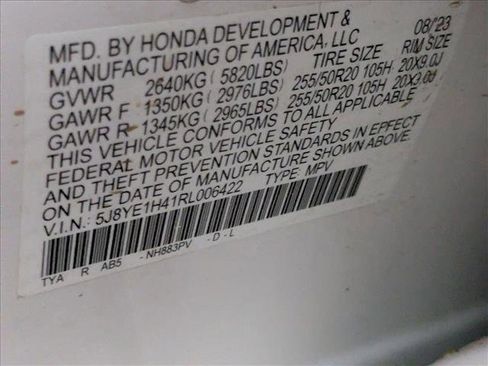 MFD. BY HONDA DEVELOPMENT & 08/'23
MANUFACTURING OF AMERICA, LLC
GVWR 2640KG (5820LBS) TIRE SIZE RIM SIZE
GAWR F 1350KG (2976LBS) 255/50R20 105H, 20X9.0J
GAWR R 1345KG (2965LBS) 255/50R20 105H, 20X9.0J
THIS VEHICLE CONFORMS TO ALL APPLICABLE
FEDERAL MOTOR VEHICLE SAFETY
AND THEFT PREVENTION STANDARDS IN EFFECT
ON THE DATE OF MANUFACTURE SHOWN ABOVE.
V.I.N.: 5J8YE1H41RL006422 TYPE: MPV
TYA R AB5 -NH883PV -D-L